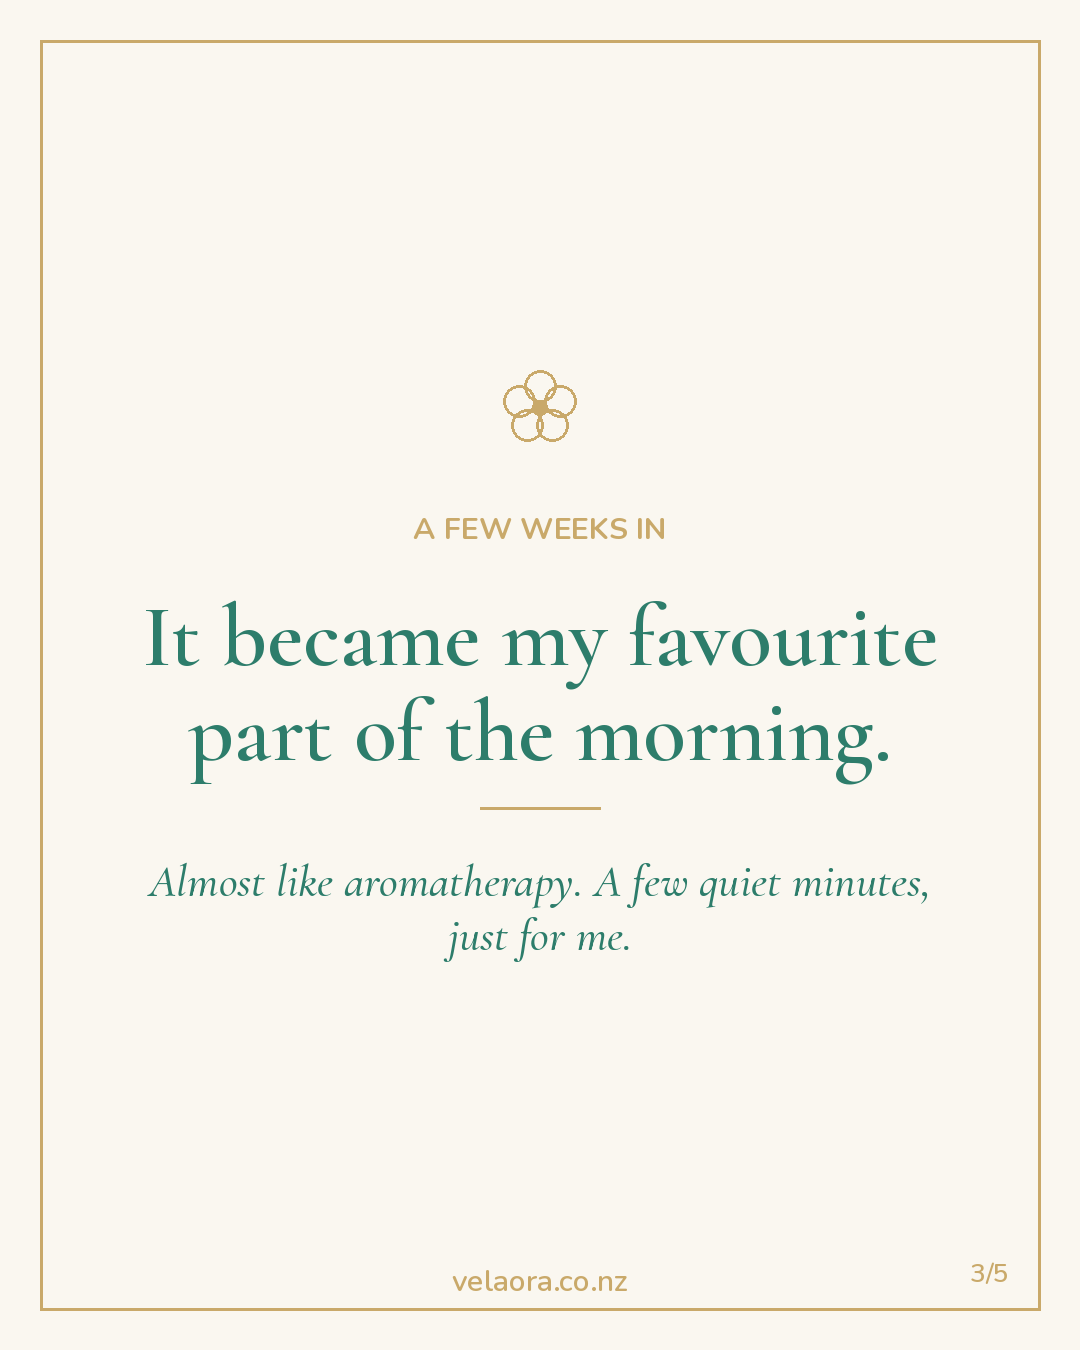 A FEW WEEKS IN
It became my favourite
part of the morning.
Almost like aromatherapy. A few quiet minutes,
just for me.
velaora.co.nz
3/5